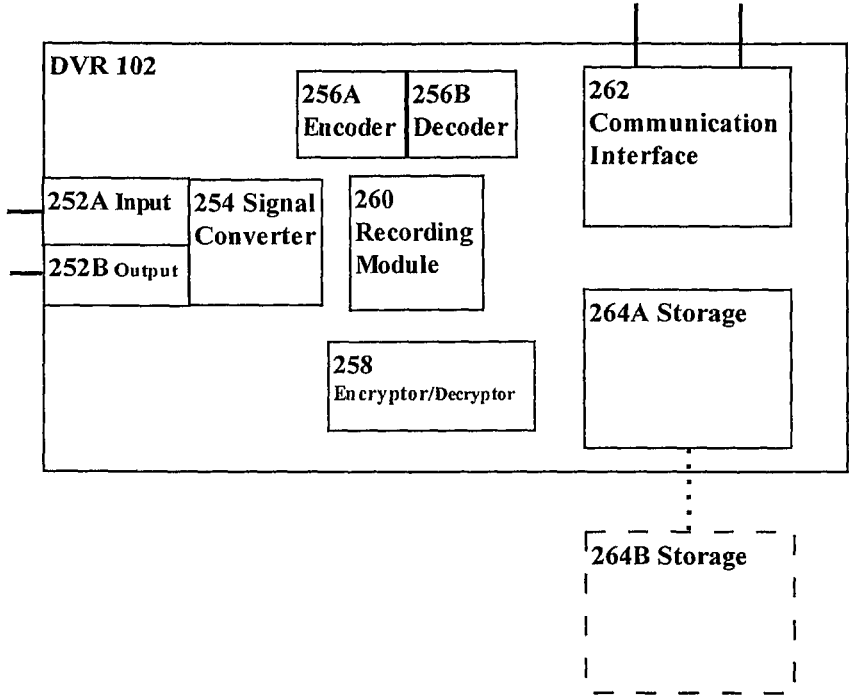 DVR 102
256A
Encoder
256B
Decoder
262
Communication
Interface
252A Input
252B Output
254 Signal
Converter
260
Recording
Module
264A Storage
258
Encryptor/Decryptor
264B Storage